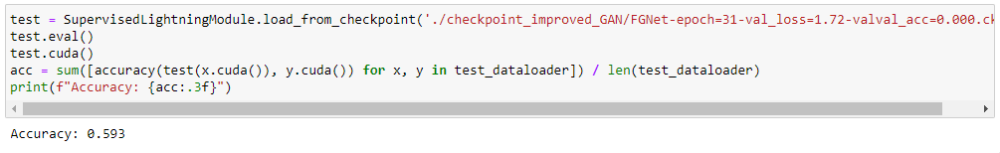 test = SupervisedLightningModule.load_from_checkpoint('./checkpoint_improved_GAN/FGNet-epoch=31-val_loss=1.72-valval_acc=0.000.ck
test.eval()
test.cuda()
acc = sum([accuracy(test(x.cuda()), y.cuda()) for x, y in test_dataloader]) / len(test_dataloader)
print(f"Accuracy: {acc:.3f}")
Accuracy: 0.593